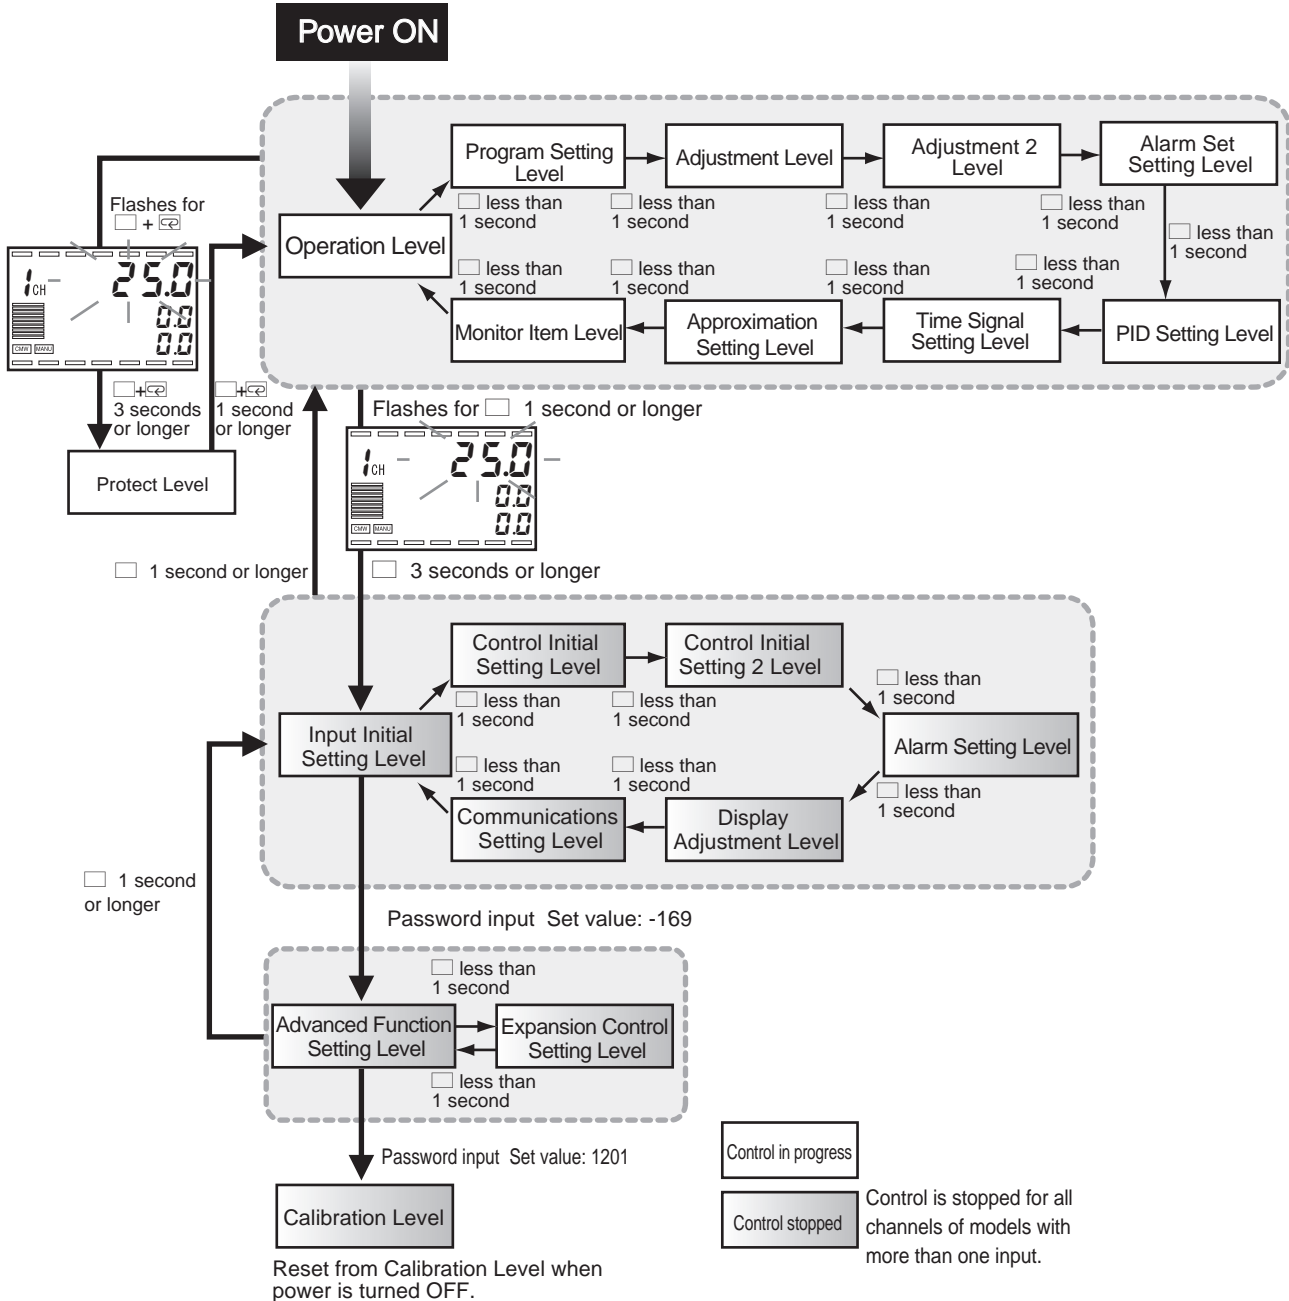 Power ON
Program Setting
Level
Adjustment Level
Adjustment 2
Level
Alarm Set
Setting Level
Flashes for
+
less than
1 second
less than
1 second
less than
1 second
less than
1 second
less than
1 second
Operation Level
1 CH
25.0
0.0
0.0
CMW MANU
less than
1 second
less than
1 second
less than
1 second
less than
1 second
Monitor Item Level
Approximation
Setting Level
Time Signal
Setting Level
PID Setting Level
+
3 seconds
or longer
+
1 second
or longer
Protect Level
Flashes for 1 second or longer
1 CH
25.0
0.0
0.0
CMW MANU
1 second or longer
3 seconds or longer
Control Initial
Setting Level
Control Initial
Setting 2 Level
less than
1 second
less than
1 second
less than
1 second
Input Initial
Setting Level
Alarm Setting Level
less than
1 second
less than
1 second
less than
1 second
Communications
Setting Level
Display
Adjustment Level
1 second
or longer
Password input Set value: -169
less than
1 second
Advanced Function
Setting Level
Expansion Control
Setting Level
less than
1 second
Password input Set value: 1201
Calibration Level
Reset from Calibration Level when
power is turned OFF.
Control in progress
Control stopped
Control is stopped for all
channels of models with
more than one input.